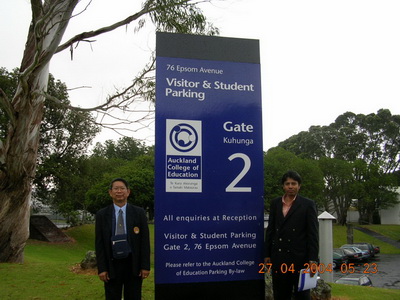 76 Epsom Avenue
Visitor & Student
Parking
Auckland
College of
Education
Gate
Kuhunga
2
All enquiries at Reception
Visitor & Student Parking
Gate 2, 76 Epsom Avenue
Please refer to the Auckland College
of Education Parking By-law
27 04 2004 05 23